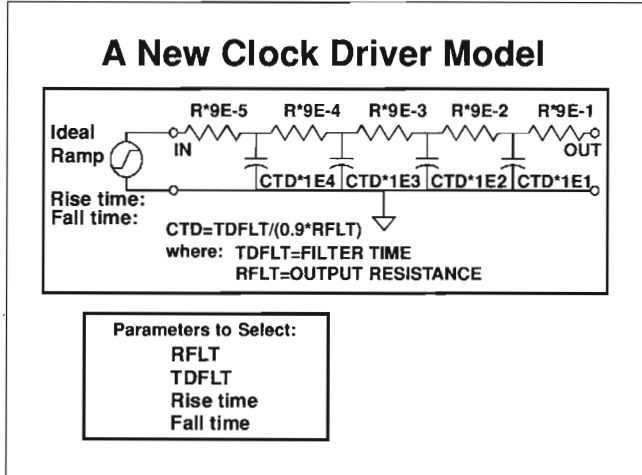 A New Clock Driver Model
R*9E-5 R*9E-4 R*9E-3 R*9E-2 R*9E-1
Ideal
Ramp
IN OUT
CTD*1E4 CTD*1E3 CTD*1E2 CTD*1E1
Rise time:
Fall time:
CTD=TDFLT/(0.9*RFLT)
where: TDFLT=FILTER TIME
RFLT=OUTPUT RESISTANCE
Parameters to Select:
RFLT
TDFLT
Rise time
Fall time